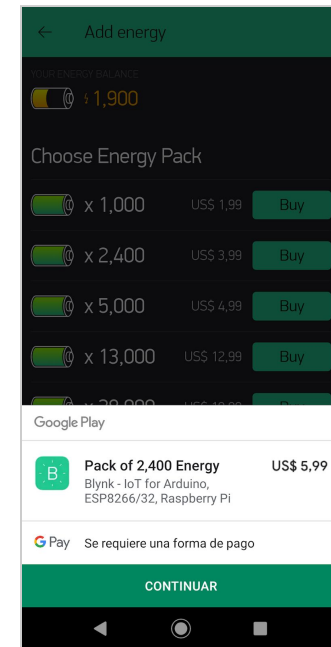 Add energy
YOUR ENERGY BALANCE
1,900
Choose Energy Pack
x 1,000 US$ 1,99 Buy
x 2,400 US$ 3,99 Buy
x 5,000 US$ 4,99 Buy
x 13,000 US$ 12,99 Buy
Google Play
B
Pack of 2,400 Energy US$ 5,99
Blynk - IoT for Arduino,
ESP8266/32, Raspberry Pi
G Pay Se requiere una forma de pago
CONTINUAR